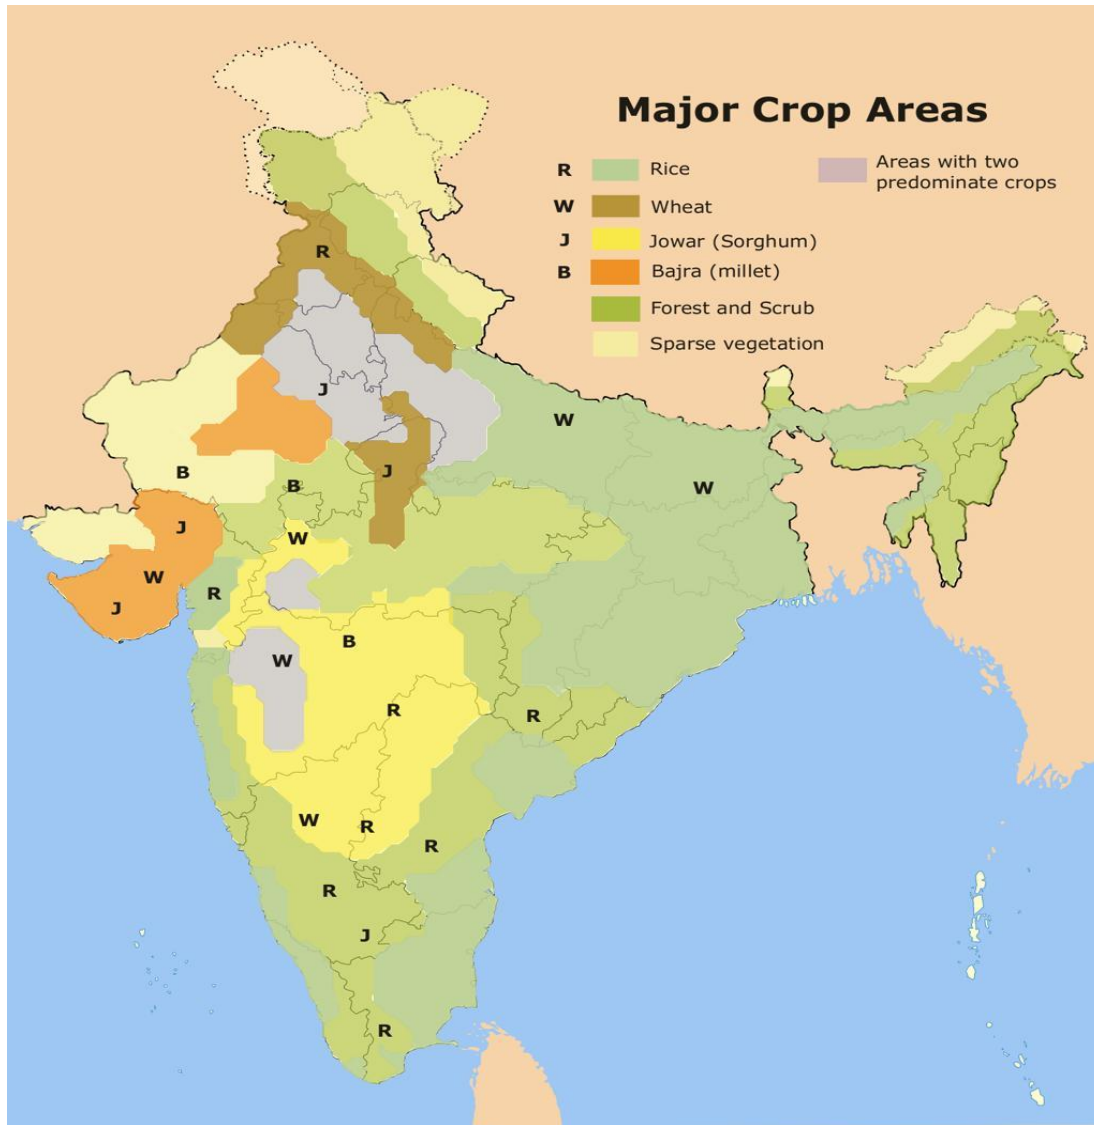 Major Crop Areas
R Rice
Areas with two
predominate crops
W Wheat
J Jowar (Sorghum)
B Bajra (millet)
Forest and Scrub
Sparse vegetation
R
J
W
B
J
B
W
J
W
W
R
J
B
W
R
R
W
R
R
R
J
R